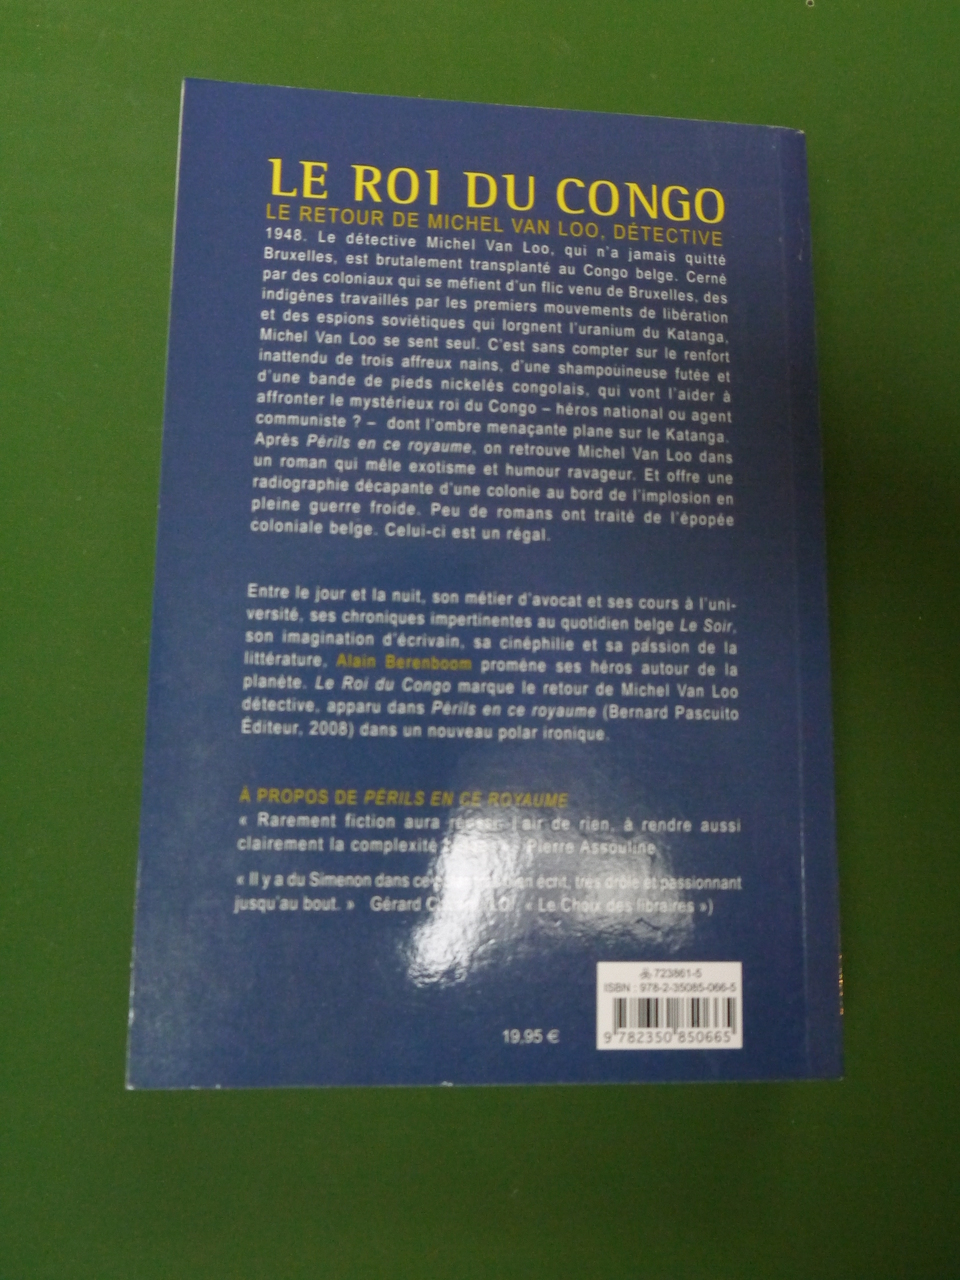 LE ROI DU CONGO
LE RETOUR DE MICHEL VAN LOO, DÉTECTIVE
1948. Le détective Michel Van Loo, qui n'a jamais quitté
Bruxelles, est brutalement transplanté au Congo belge. Cerné
par des coloniaux qui se méfient d'un flic venu de Bruxelles, des
indigènes travaillés par les premiers mouvements de libération
et des espions soviétiques qui lorgnent l'uranium du Katanga,
Michel Van Loo se sent seul. C'est sans compter sur le renfort
inattendu de trois affreux nains, d'une shampouineuse futée et
d'une bande de pieds nickelés congolais, qui vont l'aider à
affronter le mystérieux roi du Congo – héros national ou agent
communiste ? – dont l'ombre menaçante plane sur le Katanga.
Après Périls en ce royaume, on retrouve Michel Van Loo dans
un roman qui mêle exotisme et humour ravageur. Et offre une
radiographie décapante d'une colonie au bord de l'implosion en
pleine guerre froide. Peu de romans ont traité de l'épopée
coloniale belge. Celui-ci est un régal.
Entre le jour et la nuit, son métier d'avocat et ses cours à l'uni-
versité, ses chroniques impertinentes au quotidien belge Le Soir,
son imagination d'écrivain, sa cinéphilie et sa passion de la
littérature, Alain Berenboom promène ses héros autour de la
planète. Le Roi du Congo marque le retour de Michel Van Loo
détective, apparu dans Périls en ce royaume (Bernard Pascuito
Éditeur, 2008) dans un nouveau polar ironique.
À PROPOS DE PÉRILS EN CE ROYAUME
« Rarement fiction aura l'air de rien, à rendre aussi
clairement la complexité Pierre Assouline
« Il y a du Simenon dans ce écrit, très drôle et passionnant
jusqu'au bout. » Gérard « Le Choix des libraires »)
723861-5
ISBN : 978-2-35085-066-5
19,95 €
9 782350 850665